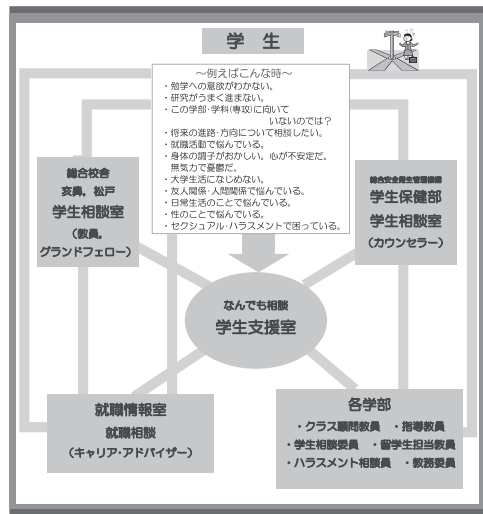 学 生
～例えばこんな時～
・勉学への意欲がわかない。
・研究がうまく進まない。
・この学部・学科(専攻)に向いて
いないのでは？
・将来の進路・方向について相談したい。
・就職活動で悩んでいる。
・身体の調子がおかしい。心が不安定だ。
無気力で憂鬱だ。
・大学生活になじめない。
・友人関係・人間関係で悩んでいる。
・日常生活のことで悩んでいる。
・性のことで悩んでいる。
・セクシュアル・ハラスメントで困っている。
総合校舎
亥鼻，松戸
学生相談室
（教員，
グランドフェロー）
総合安全衛生管理機構
学生保健部
学生相談室
（カウンセラー）
なんでも相談
学生支援室
就職情報室
就職相談
（キャリア・アドバイザー）
各学部
・クラス顧問教員 ・指導教員
・学生相談委員 ・留学生担当教員
・ハラスメント相談員 ・教務委員